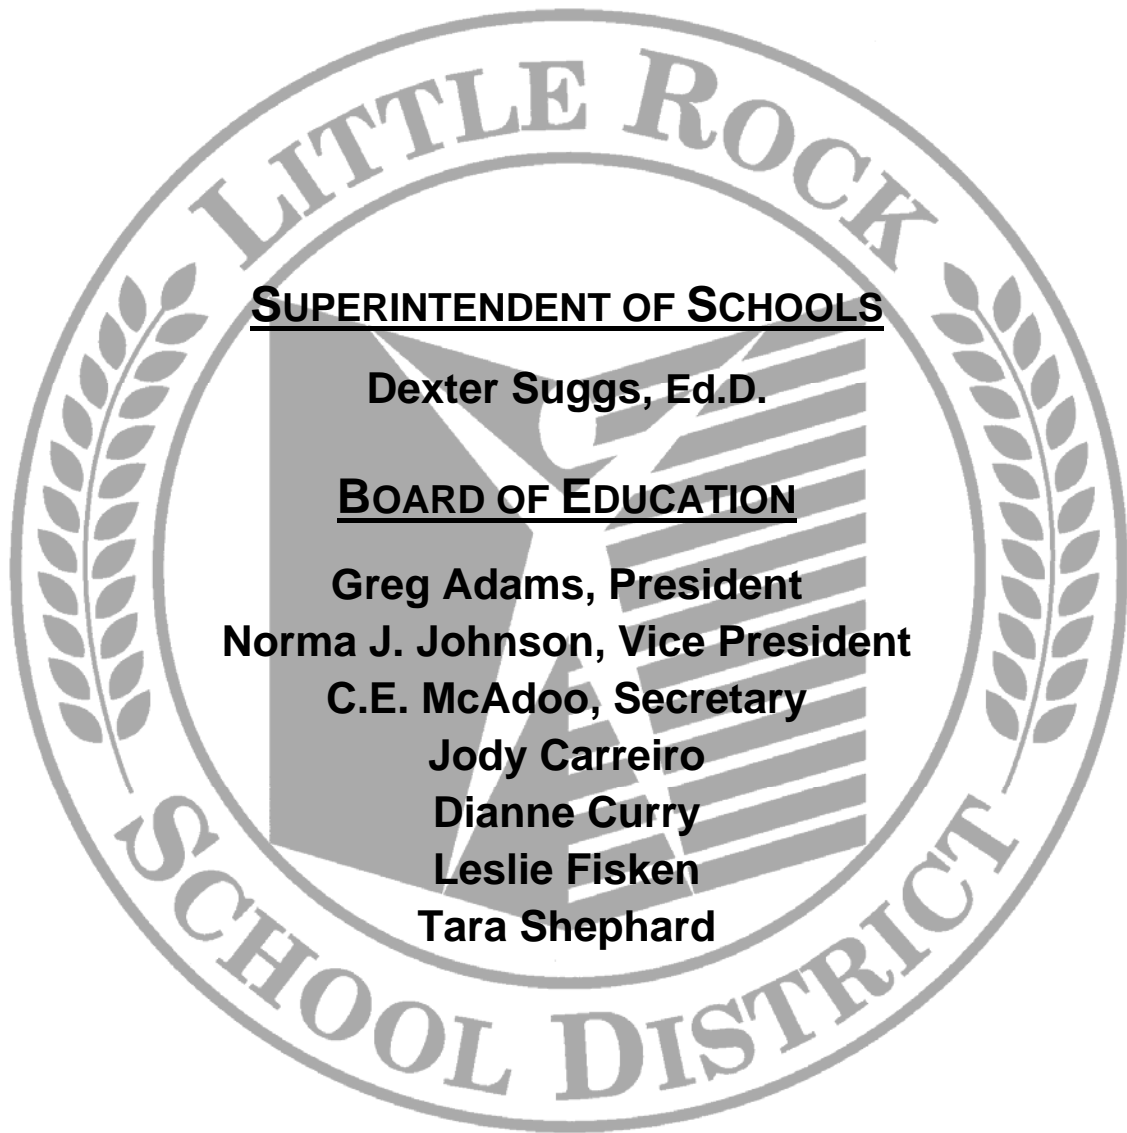 LITTLE ROCK
SUPERINTENDENT OF SCHOOLS
Dexter Suggs, Ed.D.
BOARD OF EDUCATION
Greg Adams, President
Norma J. Johnson, Vice President
C.E. McAdoo, Secretary
Jody Carreiro
Dianne Curry
Leslie Fisken
Tara Shephard
SCHOOL DISTRICT